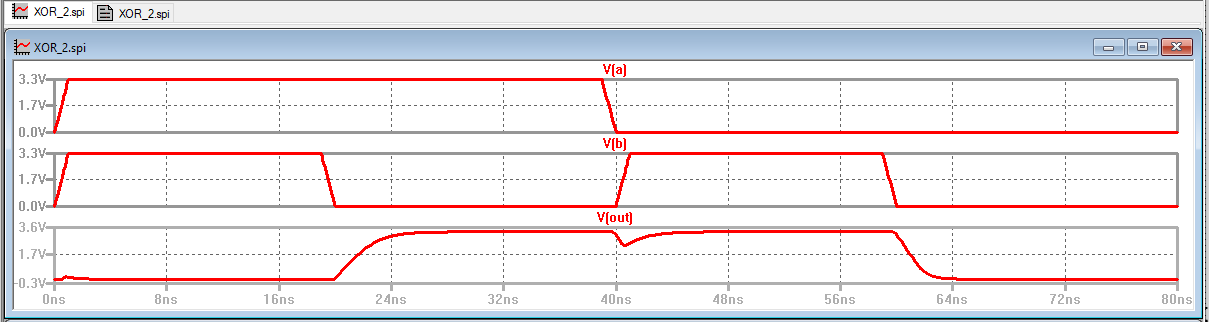 XOR_2.spi XOR_2.spi
XOR_2.spi
V(a)
3.3V
1.7V
0.0V
V(b)
3.3V
1.7V
0.0V
V(out)
3.6V
1.7V
-0.3V
0ns 8ns 16ns 24ns 32ns 40ns 48ns 56ns 64ns 72ns 80ns